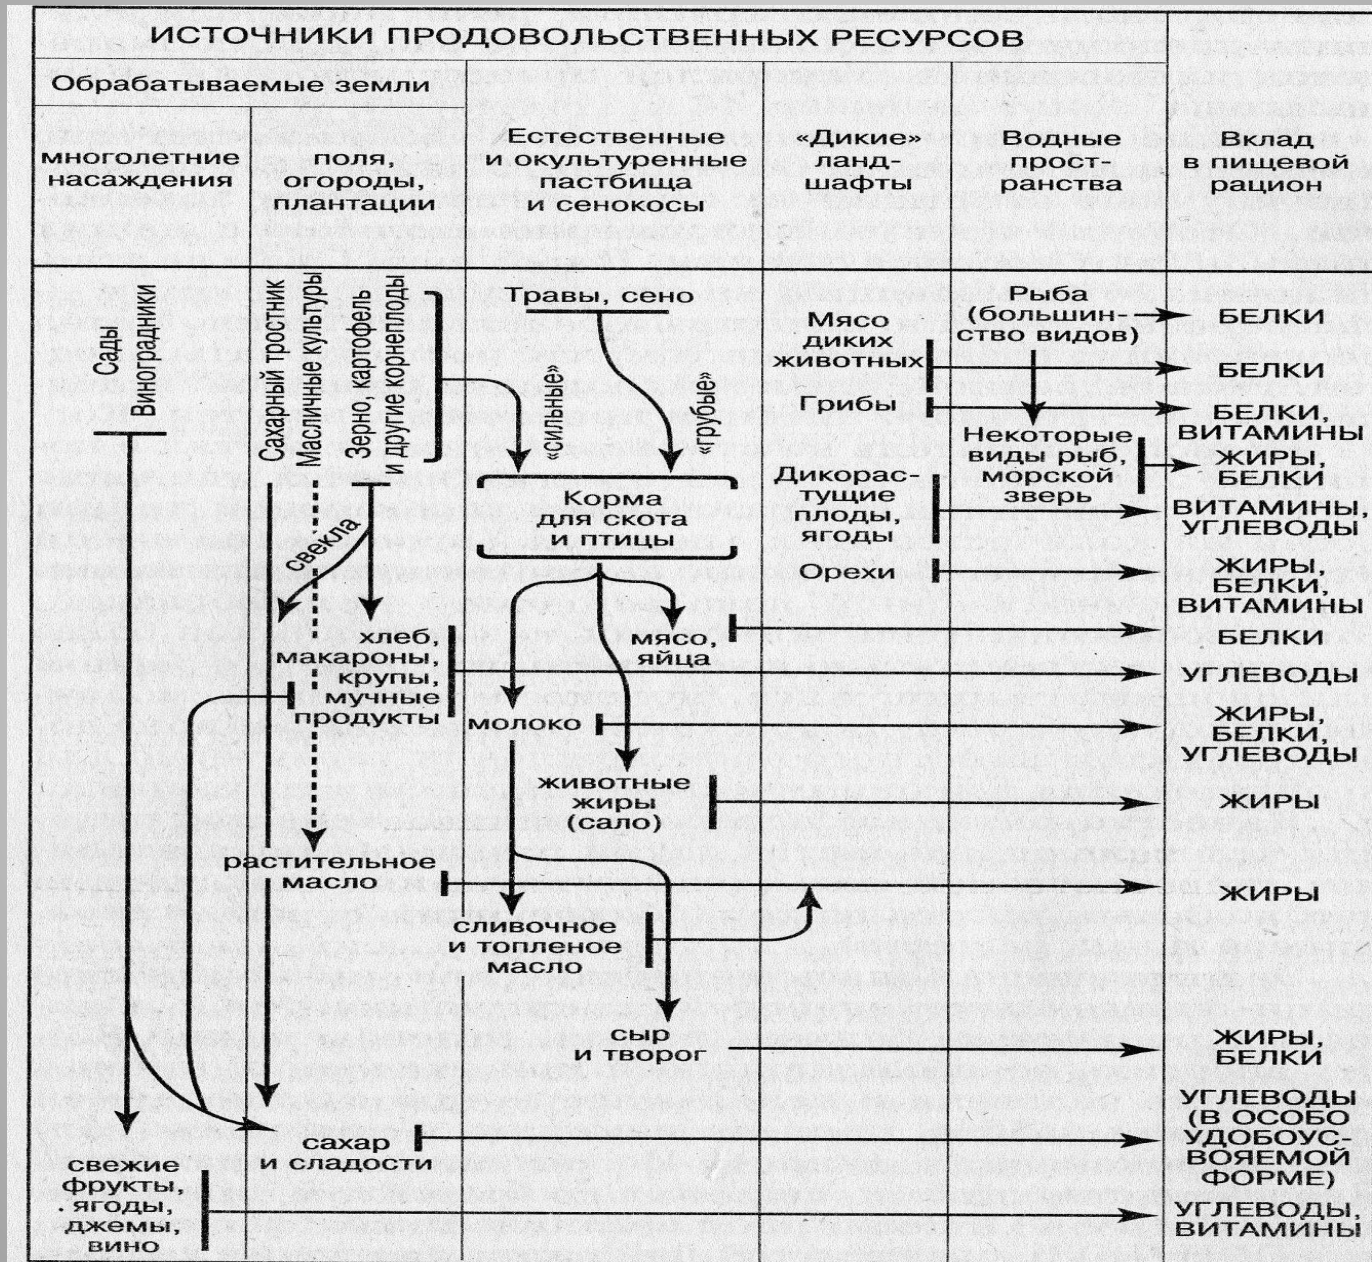 ИСТОЧНИКИ ПРОДОВОЛЬСТВЕННЫХ РЕСУРСОВ
Обрабатываемые земли
многолетние
насаждения
поля,
огороды,
плантации
Естественные
и окультуренные
пастбища
и сенокосы
«Дикие»
ланд-
шафты
Водные
прост-
ранства
Вклад
в пищевой
рацион
Сады
Виноградники
Сахарный тростник
Масличные культуры
Зерно, картофель
и другие корнеплоды
Травы, сено
«сильные»
«грубые»
Корма
для скота
и птицы
Мясо
диких
животных
Грибы
Дикорас-
тущие
плоды,
ягоды
Орехи
Рыба
(большин-
ство видов)
Некоторые
виды рыб,
морской
зверь
БЕЛКИ
БЕЛКИ
БЕЛКИ,
ВИТАМИНЫ
ЖИРЫ,
БЕЛКИ
ВИТАМИНЫ,
УГЛЕВОДЫ
ЖИРЫ,
БЕЛКИ,
ВИТАМИНЫ
свекла
хлеб,
макароны,
крупы,
мучные
продукты
мясо,
яйца
БЕЛКИ
УГЛЕВОДЫ
молоко
ЖИРЫ,
БЕЛКИ,
УГЛЕВОДЫ
животные
жиры
(сало)
ЖИРЫ
растительное
масло
ЖИРЫ
сливочное
и топленое
масло
сыр
и творог
ЖИРЫ,
БЕЛКИ
сахар
и сладости
УГЛЕВОДЫ
(В ОСОБО
УДОБОУС-
ВОЯЕМОЙ
ФОРМЕ)
свежие
фрукты,
ягоды,
джемы,
вино
УГЛЕВОДЫ,
ВИТАМИНЫ